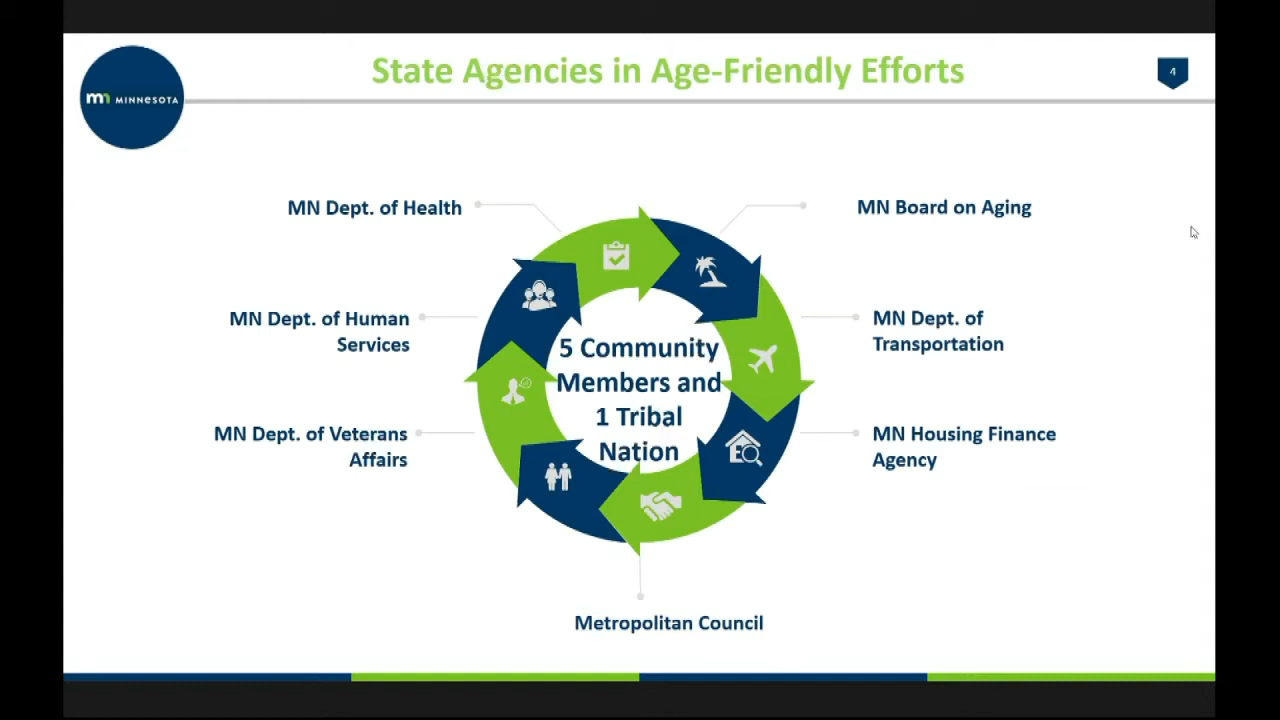 State Agencies in Age-Friendly Efforts
4
mn MINNESOTA
MN Dept. of Health
MN Board on Aging
MN Dept. of Human
Services
MN Dept. of
Transportation
5 Community
Members and
1 Tribal
Nation
MN Dept. of Veterans
Affairs
MN Housing Finance
Agency
Metropolitan Council